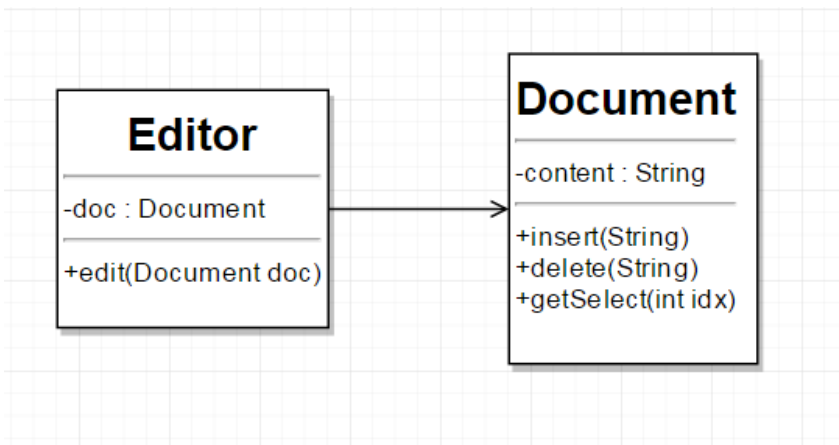 Editor
-doc : Document
+edit(Document doc)
Document
-content : String
+insert(String)
+delete(String)
+getSelect(int idx)